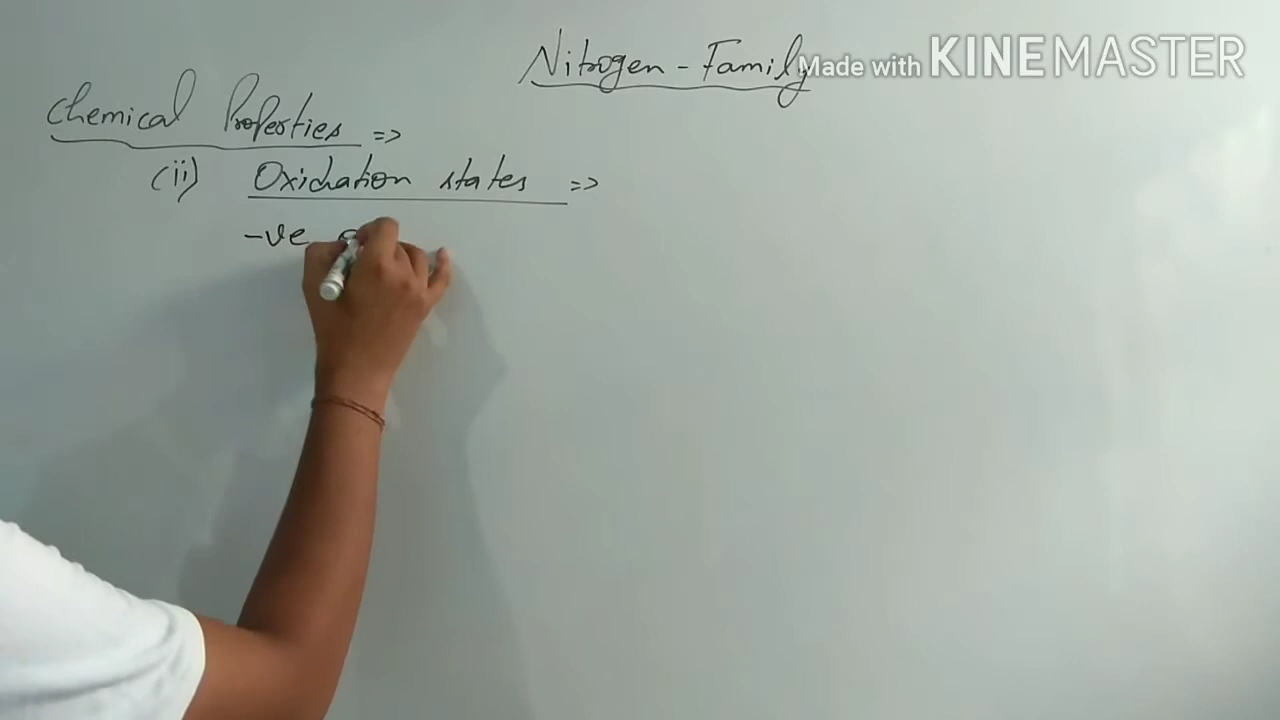 Nitrogen - Family
Made with KINEMASTER
Chemical Properties =>
(ii) Oxidation states =>
-ve